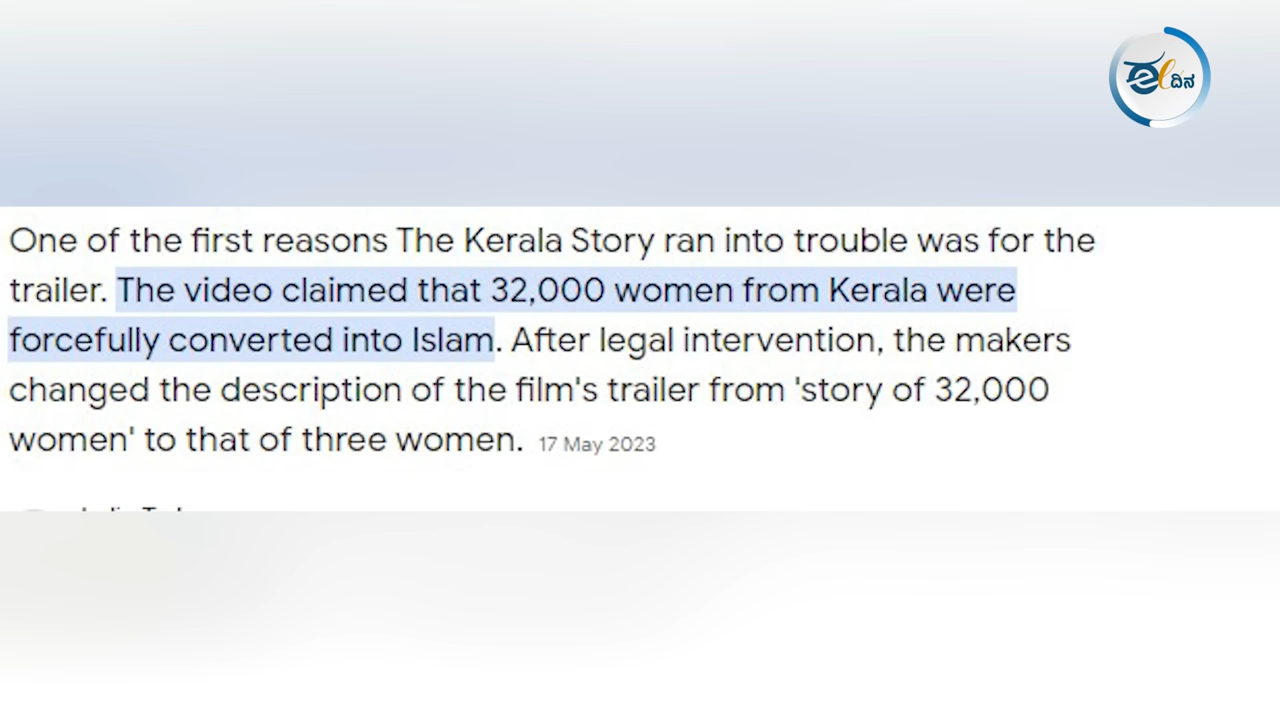 ಈ ದಿನ
One of the first reasons The Kerala Story ran into trouble was for the
trailer. The video claimed that 32,000 women from Kerala were
forcefully converted into Islam. After legal intervention, the makers
changed the description of the film's trailer from 'story of 32,000
women' to that of three women. 17 May 2023